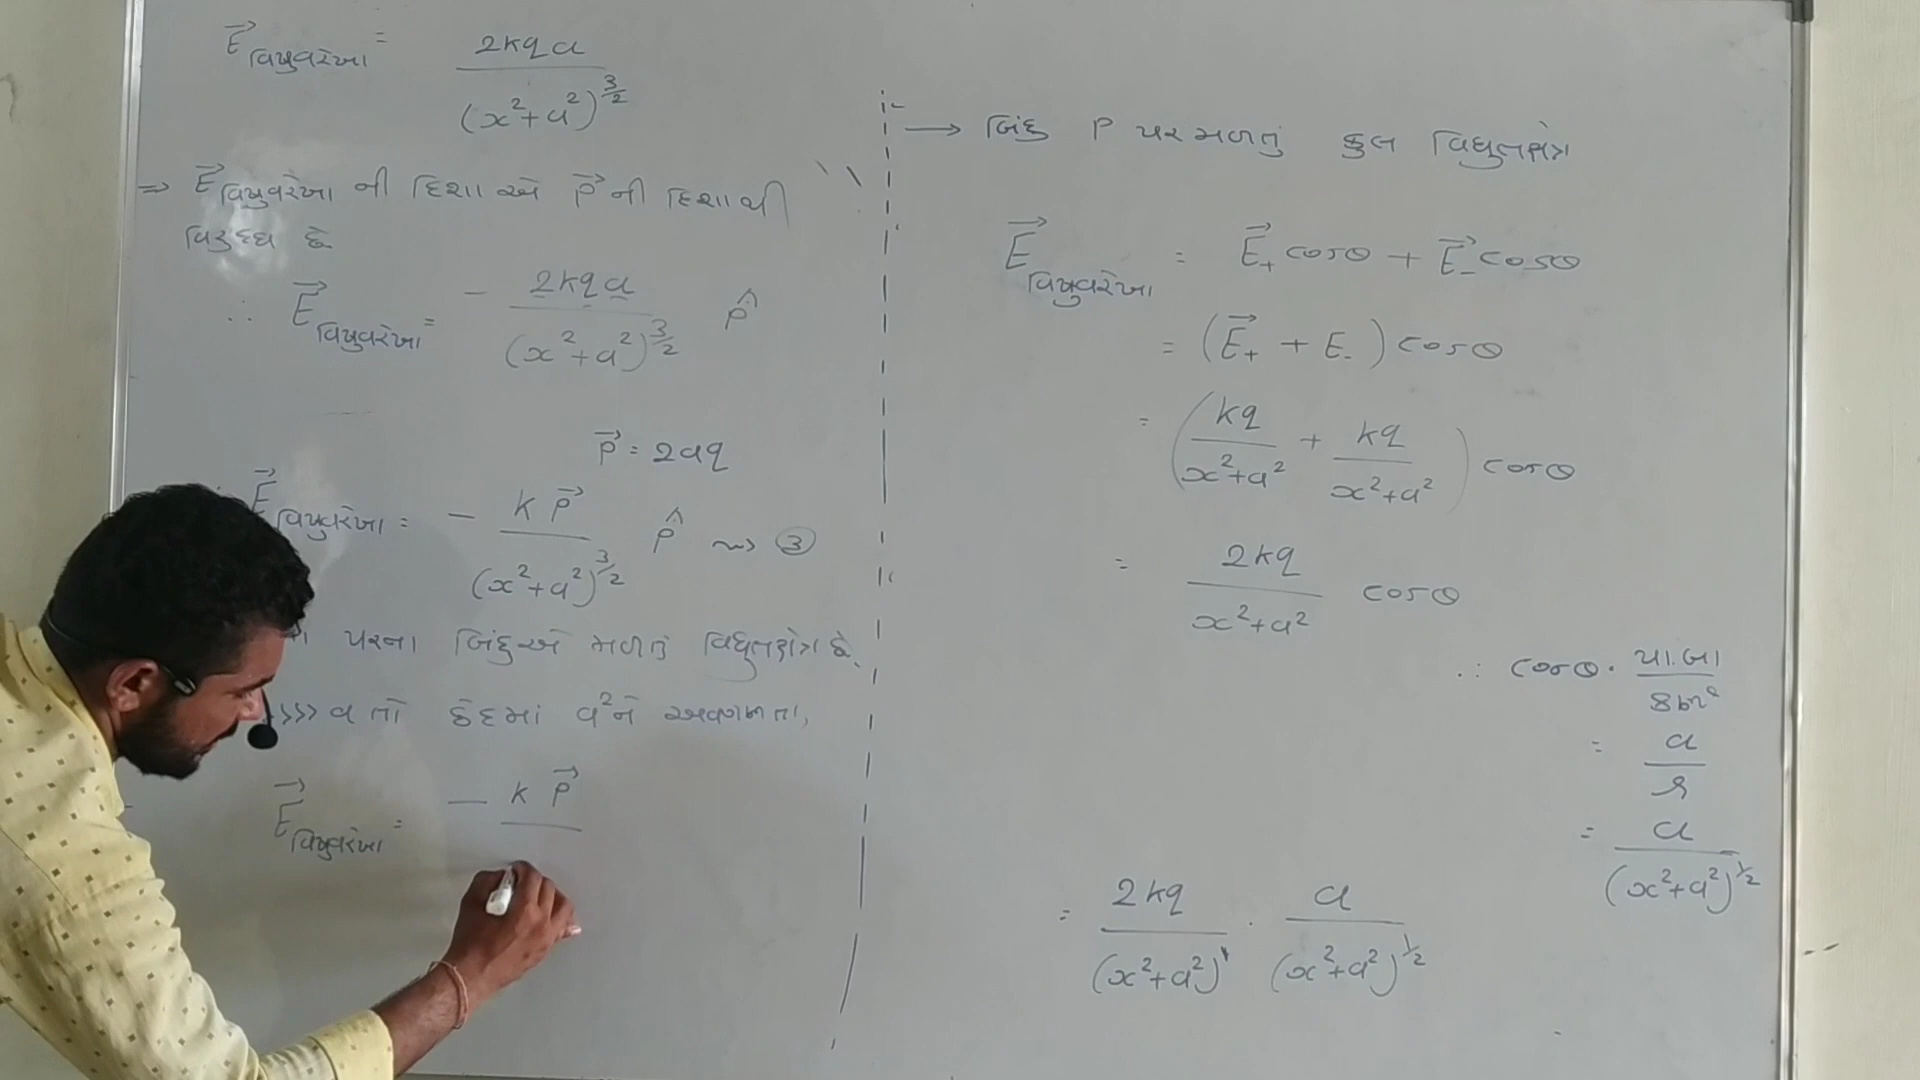 E⃗ વિષુવરેખા = 2kqa / (x²+a²)^3/2
⇒ E⃗ વિષુવરેખા ની દિશા એ P⃗ ની દિશાથી
વિરુદ્ધ છે
∴ E⃗ વિષુવરેખા = - 2kqa / (x²+a²)^3/2 P̂
P⃗ = 2aq
E⃗ વિષુવરેખા = - k P⃗ / (x²+a²)^3/2 P̂ ⇝ ③
પરના બિંદુએ મળતું વિદ્યુતક્ષેત્ર છે.
>>>> a તો છેદમાં a² ને અવગણતા,
E⃗ વિષુવરેખા = - k P⃗
→ બિંદુ P પર મળતું કુલ વિદ્યુતક્ષેત્ર
E⃗ વિષુવરેખા = E⃗₊ cosθ + E⃗₋ cosθ
= (E⃗₊ + E₋) cosθ
= (kq / x²+a² + kq / x²+a²) cosθ
= 2kq / x²+a² cosθ
∴ cosθ = પા.બા / કર્ણ
= a / r
= a / (x²+a²)^1/2
= 2kq / (x²+a²)^1 · a / (x²+a²)^1/2